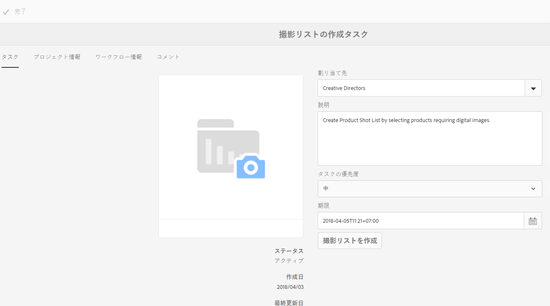 完了
撮影リストの作成タスク
タスク
プロジェクト情報
ワークフロー情報
コメント
割り当て先
Creative Directors
説明
Create Product Shot List by selecting products requiring digital images.
タスクの優先度
中
期限
2018-04-05T11:21+07:00
撮影リストを作成
ステータス
アクティブ
作成日
2018/04/03
最終更新日